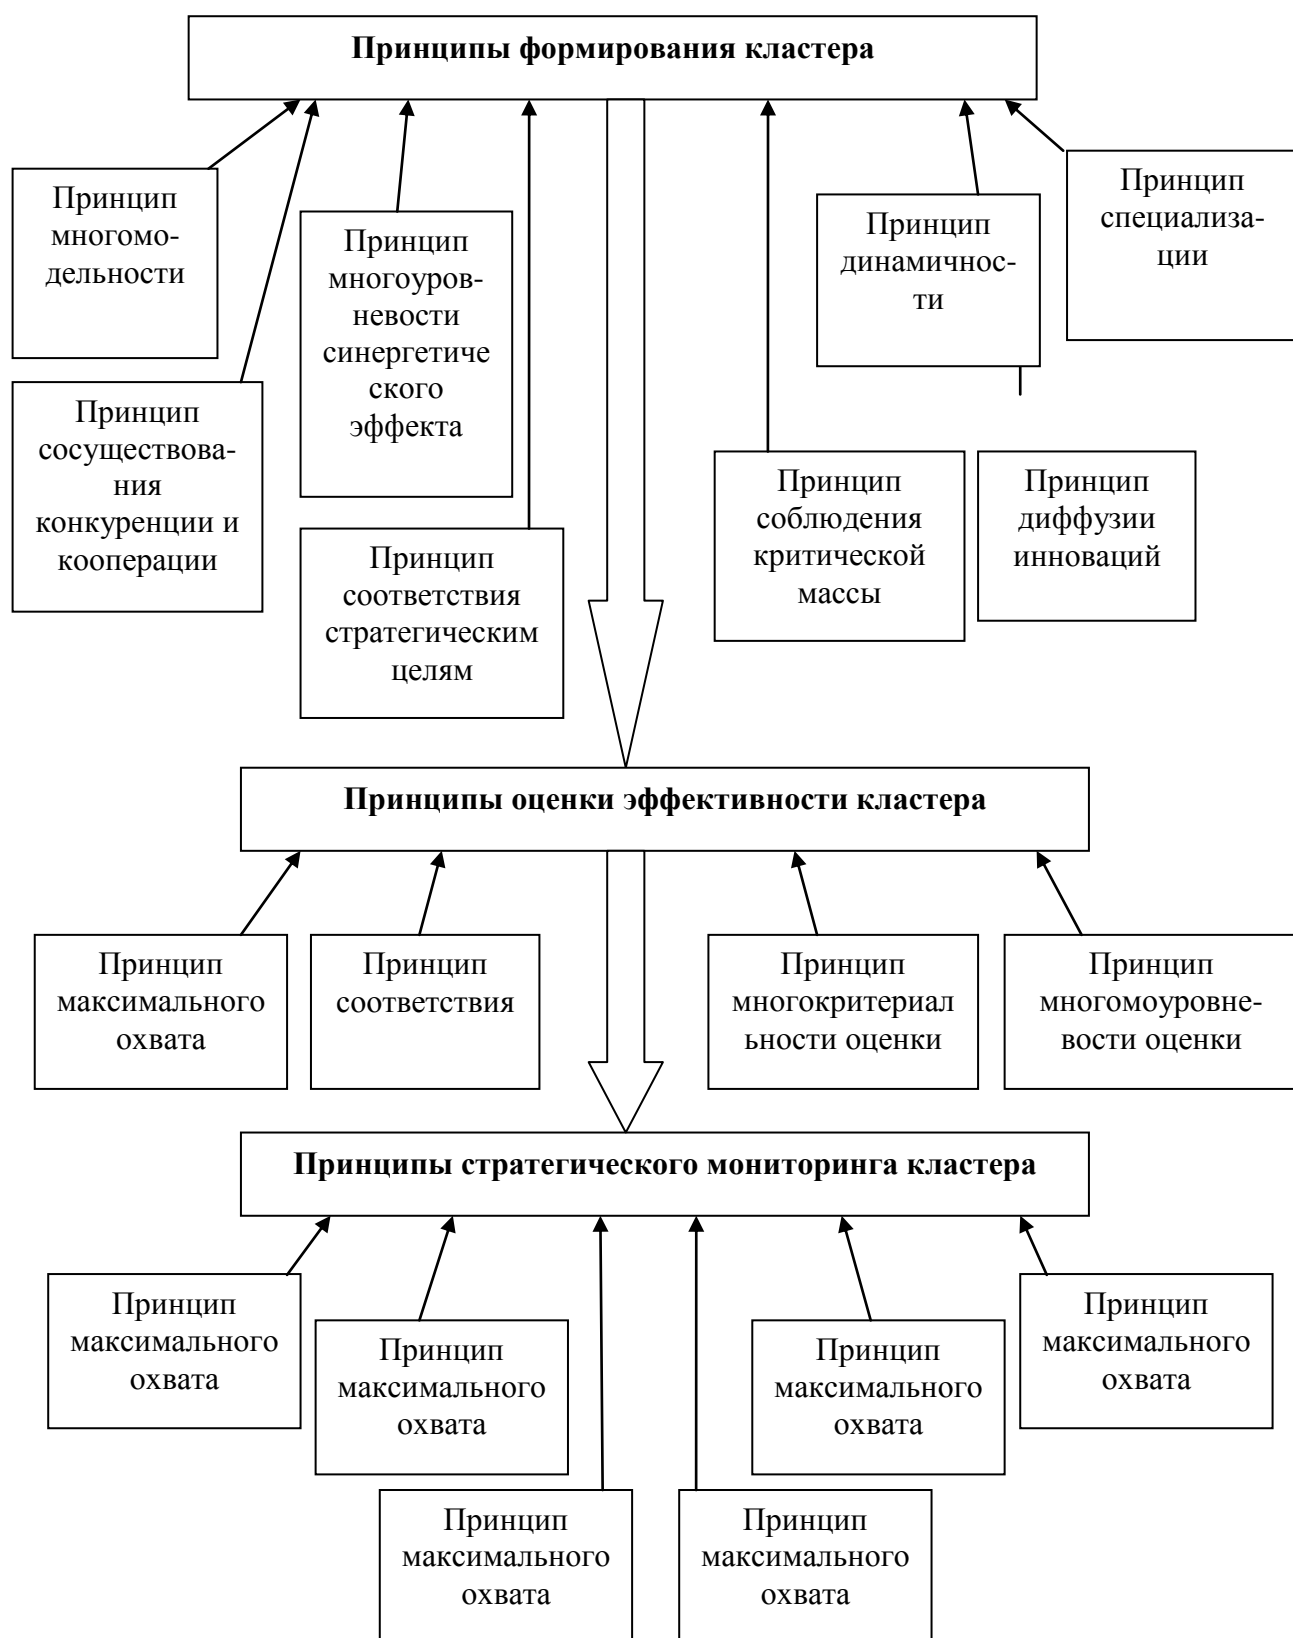 Принципы формирования кластера
Принцип
многомо-
дельности
Принцип
сосуществова-
ния
конкуренции и
кооперации
Принцип
многоуров-
невости
синергетиче
ского
эффекта
Принцип
соответствия
стратегическим
целям
Принцип
соблюдения
критической
массы
Принцип
динамичнос-
ти
Принцип
диффузии
инноваций
Принцип
специализа-
ции
Принципы оценки эффективности кластера
Принцип
максимального
охвата
Принцип
соответствия
Принцип
многокритериал
ьности оценки
Принцип
многомоуровне-
вости оценки
Принципы стратегического мониторинга кластера
Принцип
максимального
охвата
Принцип
максимального
охвата
Принцип
максимального
охвата
Принцип
максимального
охвата
Принцип
максимального
охвата
Принцип
максимального
охвата